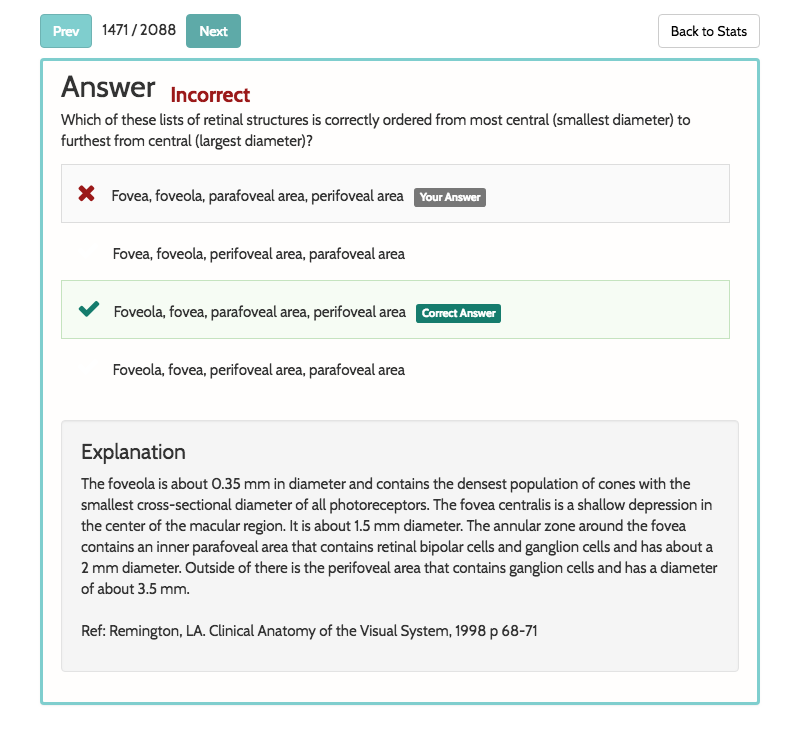 Prev 1471 / 2088 Next Back to Stats
Answer Incorrect
Which of these lists of retinal structures is correctly ordered from most central (smallest diameter) to
furthest from central (largest diameter)?
Fovea, foveola, parafoveal area, perifoveal area Your Answer
Fovea, foveola, perifoveal area, parafoveal area
Foveola, fovea, parafoveal area, perifoveal area Correct Answer
Foveola, fovea, perifoveal area, parafoveal area
Explanation
The foveola is about 0.35 mm in diameter and contains the densest population of cones with the
smallest cross-sectional diameter of all photoreceptors. The fovea centralis is a shallow depression in
the center of the macular region. It is about 1.5 mm diameter. The annular zone around the fovea
contains an inner parafoveal area that contains retinal bipolar cells and ganglion cells and has about a
2 mm diameter. Outside of there is the perifoveal area that contains ganglion cells and has a diameter
of about 3.5 mm.
Ref: Remington, LA. Clinical Anatomy of the Visual System, 1998 p 68-71